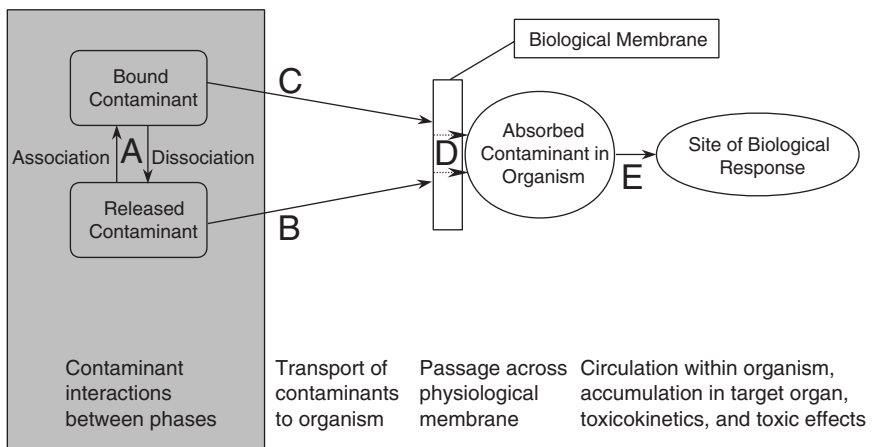 Biological Membrane
Bound
Contaminant
C
Association
A
Dissociation
D
Absorbed
Contaminant in
Organism
E
Site of Biological
Response
Released
Contaminant
B
Contaminant
interactions
between phases
Transport of
contaminants
to organism
Passage across
physiological
membrane
Circulation within organism,
accumulation in target organ,
toxicokinetics, and toxic effects